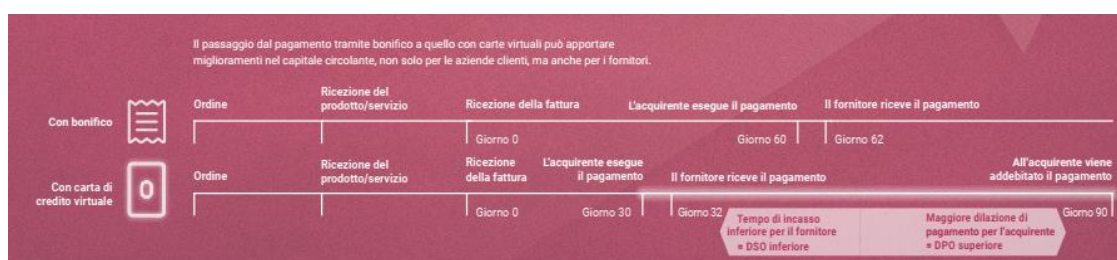 Il passaggio dal pagamento tramite bonifico a quello con carte virtuali può apportare
miglioramenti nel capitale circolante, non solo per le aziende clienti, ma anche per i fornitori.
Con bonifico
Ordine
Ricezione del
prodotto/servizio
Ricezione della fattura
L'acquirente esegue il pagamento
Il fornitore riceve il pagamento
Giorno 0
Giorno 60
Giorno 62
Con carta di
credito virtuale
0
Ordine
Ricezione del
prodotto/servizio
Ricezione
della fattura
L'acquirente esegue
il pagamento
Il fornitore riceve il pagamento
All'acquirente viene
addebitato il pagamento
Giorno 0
Giorno 30
Giorno 32
Giorno 90
Tempo di incasso
inferiore per il fornitore
= DSO inferiore
Maggiore dilazione di
pagamento per l'acquirente
= DPO superiore